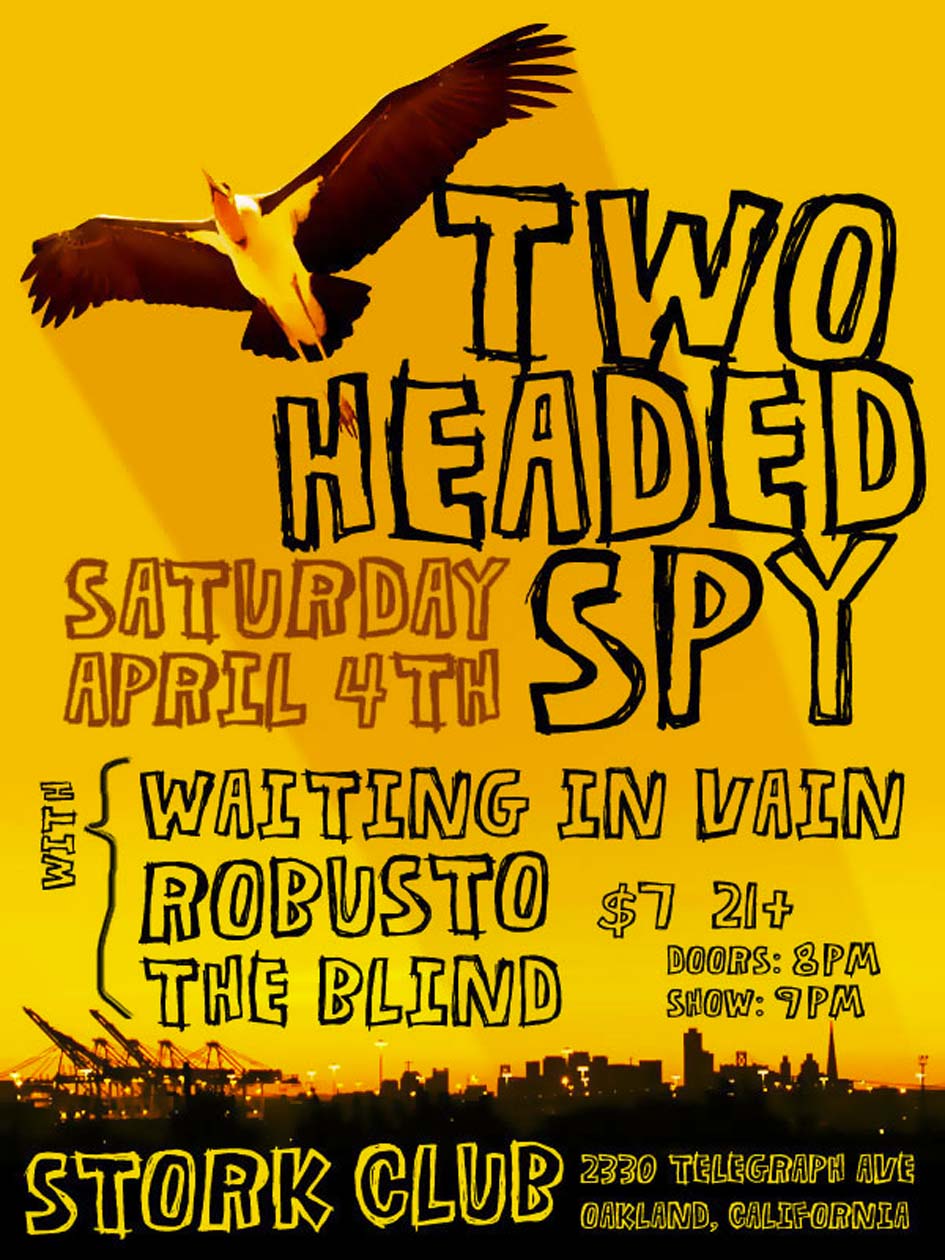 TWO
HEADED
SPY
SATURDAY
APRIL 4TH
WITH
WAITING IN VAIN
ROBUSTO
THE BLIND
$7 21+
DOORS: 8PM
SHOW: 9PM
STORK CLUB
2330 TELEGRAPH AVE
OAKLAND, CALIFORNIA